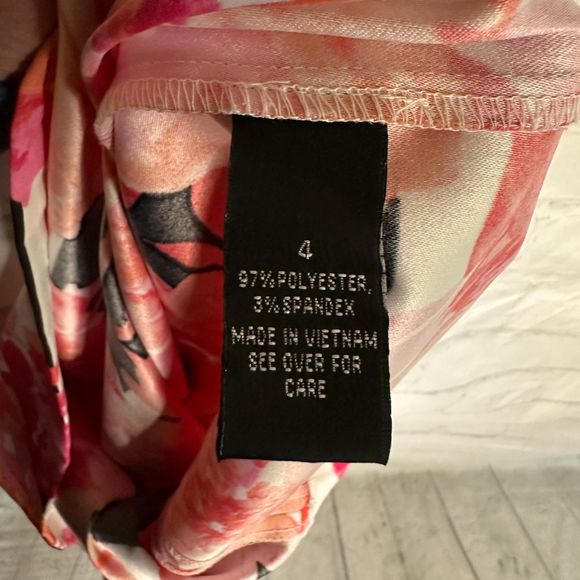 4
97%POLYESTER,
3%SPANDEX
MADE IN VIETNAM
SEE OVER FOR
CARE